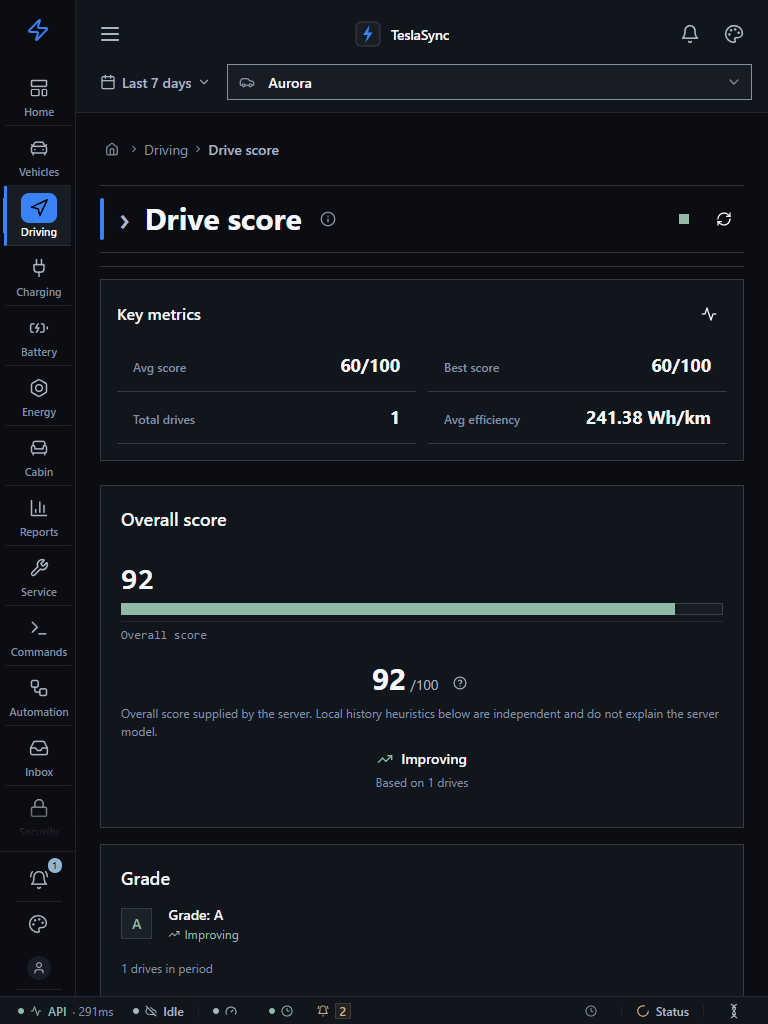 TeslaSync
Last 7 days
Aurora
Home
Vehicles
Driving
Charging
Battery
Energy
Cabin
Reports
Service
Commands
Automation
Inbox
Security
1
Driving
Drive score
Drive score
Key metrics
Avg score 60/100
Best score 60/100
Total drives 1
Avg efficiency 241.38 Wh/km
Overall score
92
Overall score
92 /100
Overall score supplied by the server. Local history heuristics below are independent and do not explain the server
model.
Improving
Based on 1 drives
Grade
A
Grade: A
Improving
1 drives in period
API · 291ms
Idle
2
Status